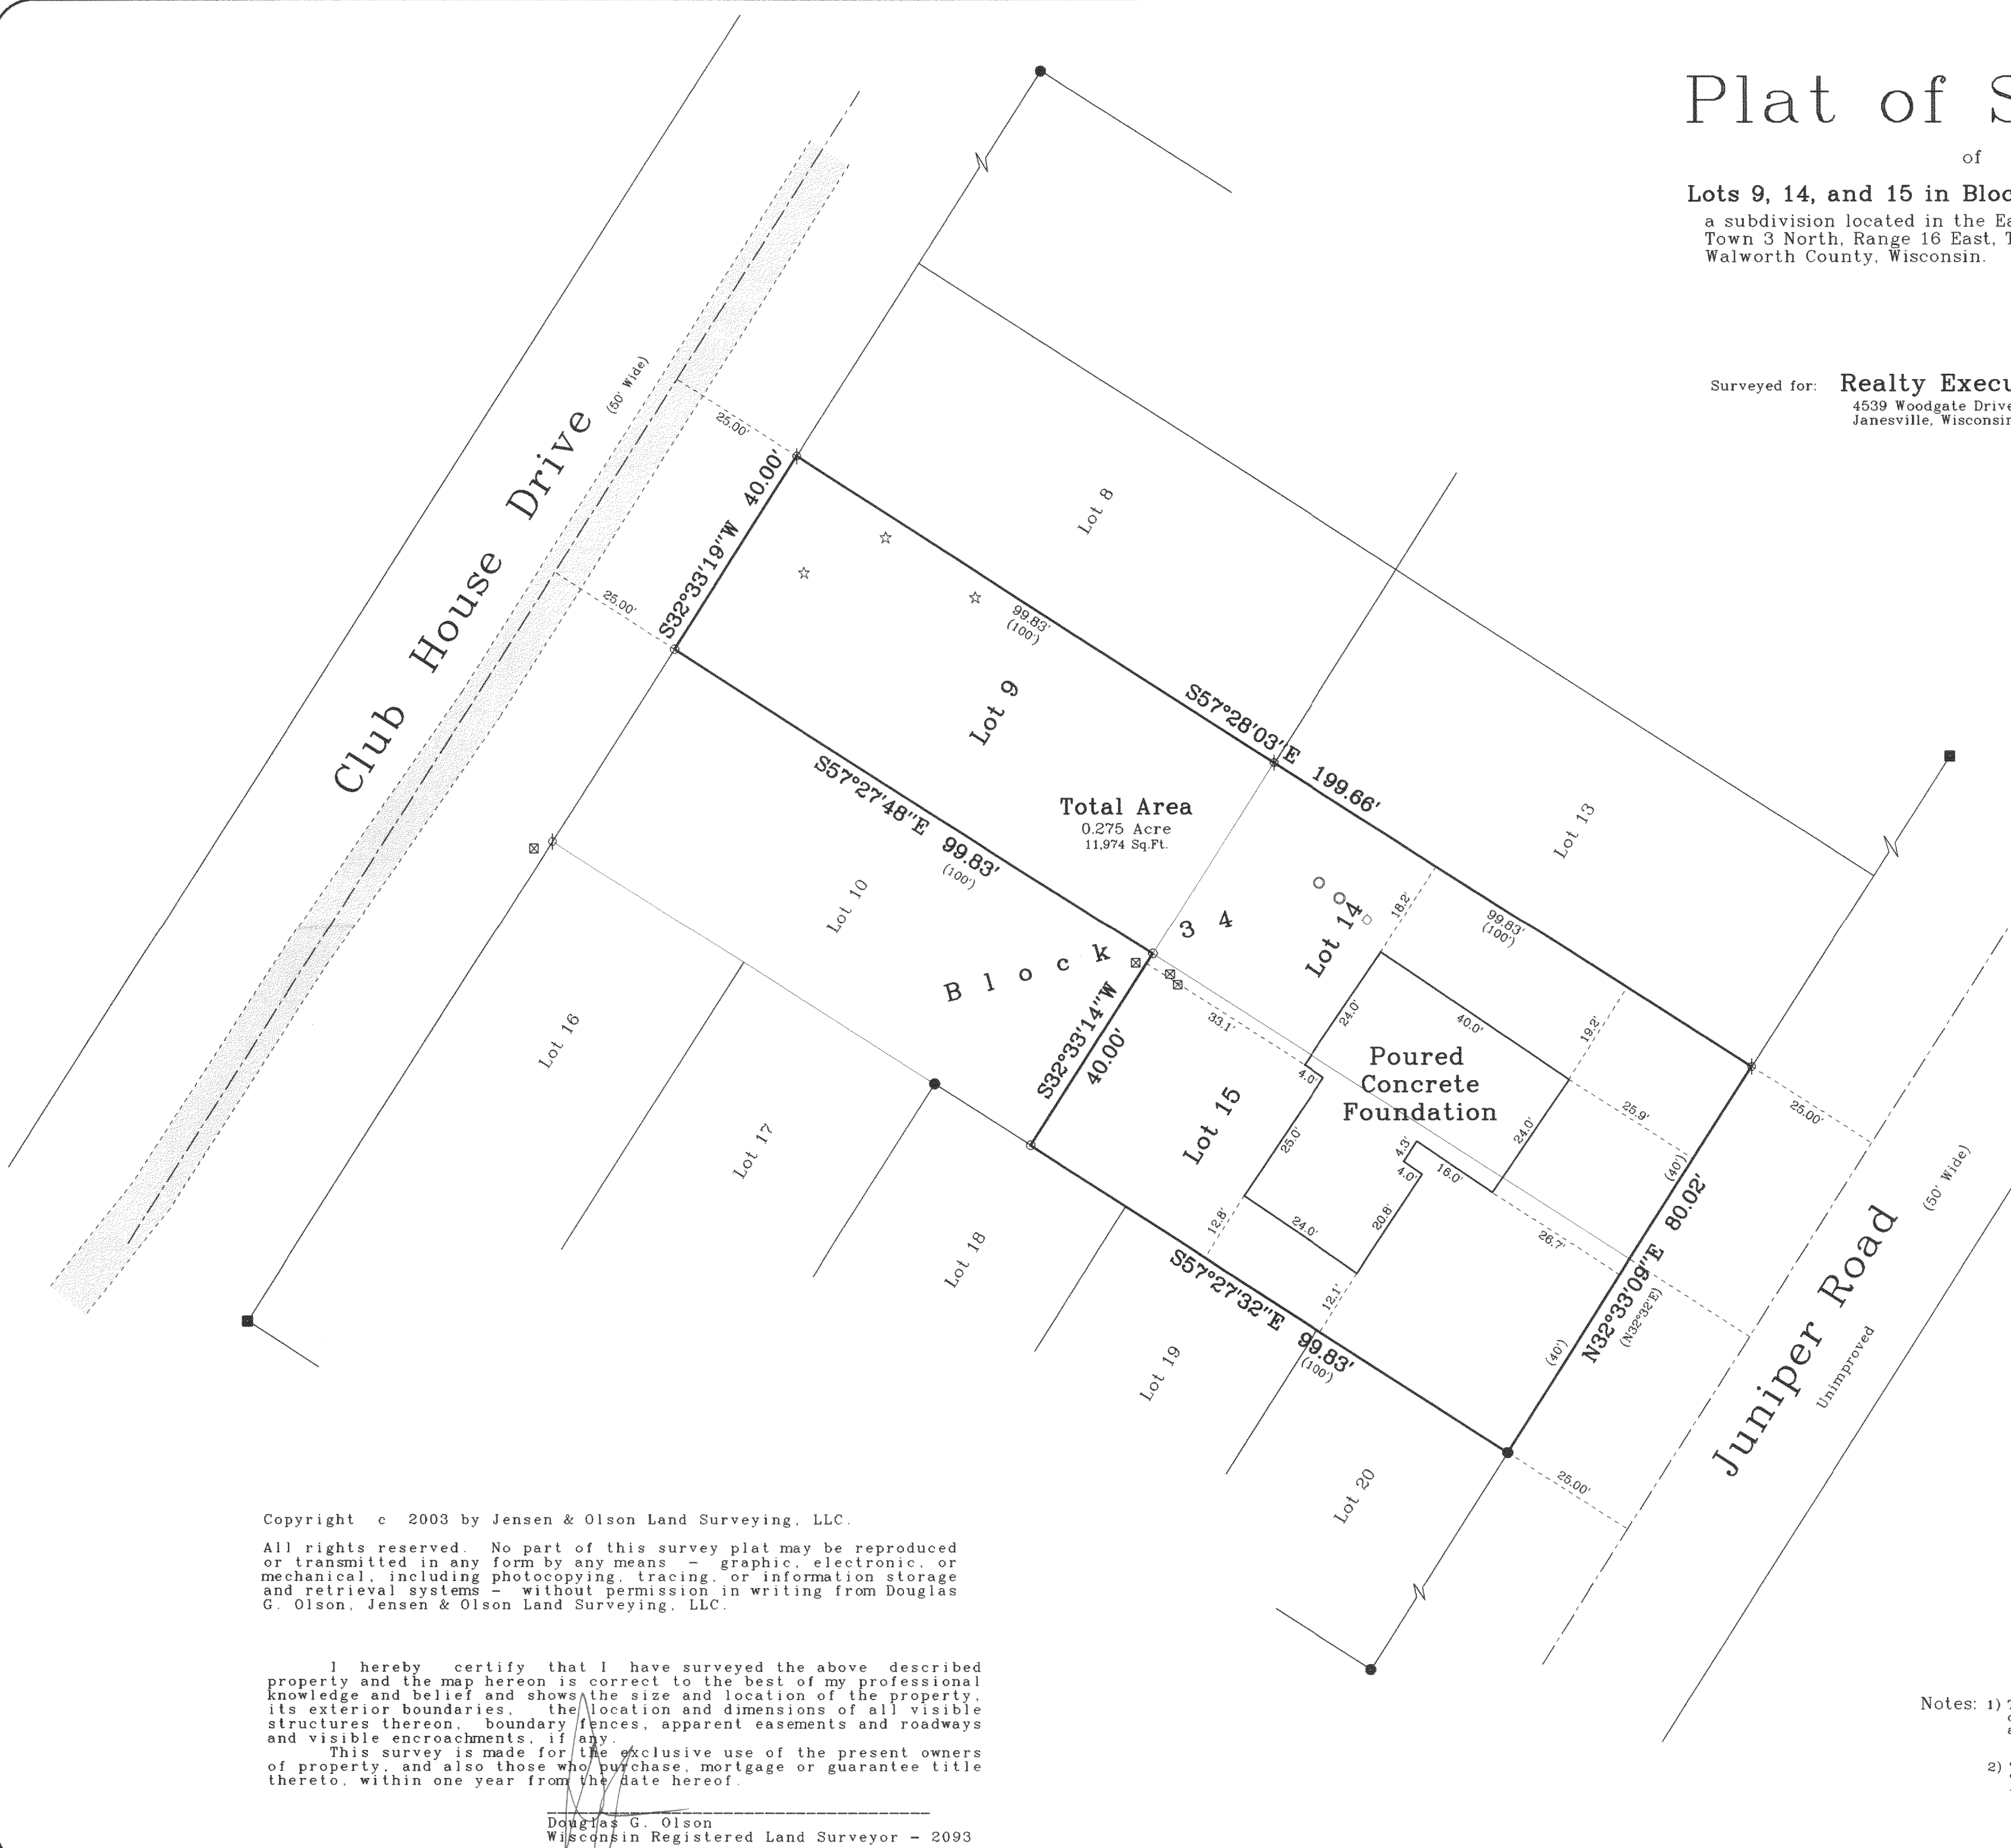 Plat of S
of
Lots 9, 14, and 15 in Bloc
a subdivision located in the Ea
Town 3 North, Range 16 East, T
Walworth County, Wisconsin.
Surveyed for: Realty Execu
4539 Woodgate Drive
Janesville, Wisconsin
Club House Drive (50' Wide)
25.00'
25.00'
S32°33'19"W 40.00'
Lot 8
99.83'
(100')
Lot 9
S57°28'03"E 199.66'
S57°27'48"E 99.83'
(100')
Total Area
0.275 Acre
11,974 Sq.Ft.
Lot 13
Lot 10
Block 34
Lot 14
18.2'
99.83'
(100')
S32°33'14"W
40.00'
33.1'
24.0'
40.0'
19.2'
Poured
Concrete
Foundation
4.0'
25.0'
Lot 15
4.3'
4.0'
16.0'
24.0'
25.9'
25.00'
(40')
N32°33'09"E 80.02'
(N32°32'E)
(40')
Juniper Road (50' Wide)
Unimproved
12.8'
24.0'
20.8'
26.7'
12.1'
S57°27'32"E 99.83'
(100')
25.00'
Lot 16
Lot 17
Lot 18
Lot 19
Lot 20
Copyright c 2003 by Jensen & Olson Land Surveying, LLC.
All rights reserved. No part of this survey plat may be reproduced
or transmitted in any form by any means - graphic, electronic, or
mechanical, including photocopying, tracing, or information storage
and retrieval systems - without permission in writing from Douglas
G. Olson, Jensen & Olson Land Surveying, LLC.
I hereby certify that I have surveyed the above described
property and the map hereon is correct to the best of my professional
knowledge and belief and shows the size and location of the property,
its exterior boundaries, the location and dimensions of all visible
structures thereon, boundary fences, apparent easements and roadways
and visible encroachments, if any.
This survey is made for the exclusive use of the present owners
of property, and also those who purchase, mortgage or guarantee title
thereto, within one year from the date hereof.
Douglas G. Olson
Wisconsin Registered Land Surveyor - 2093
Notes: 1)
2)